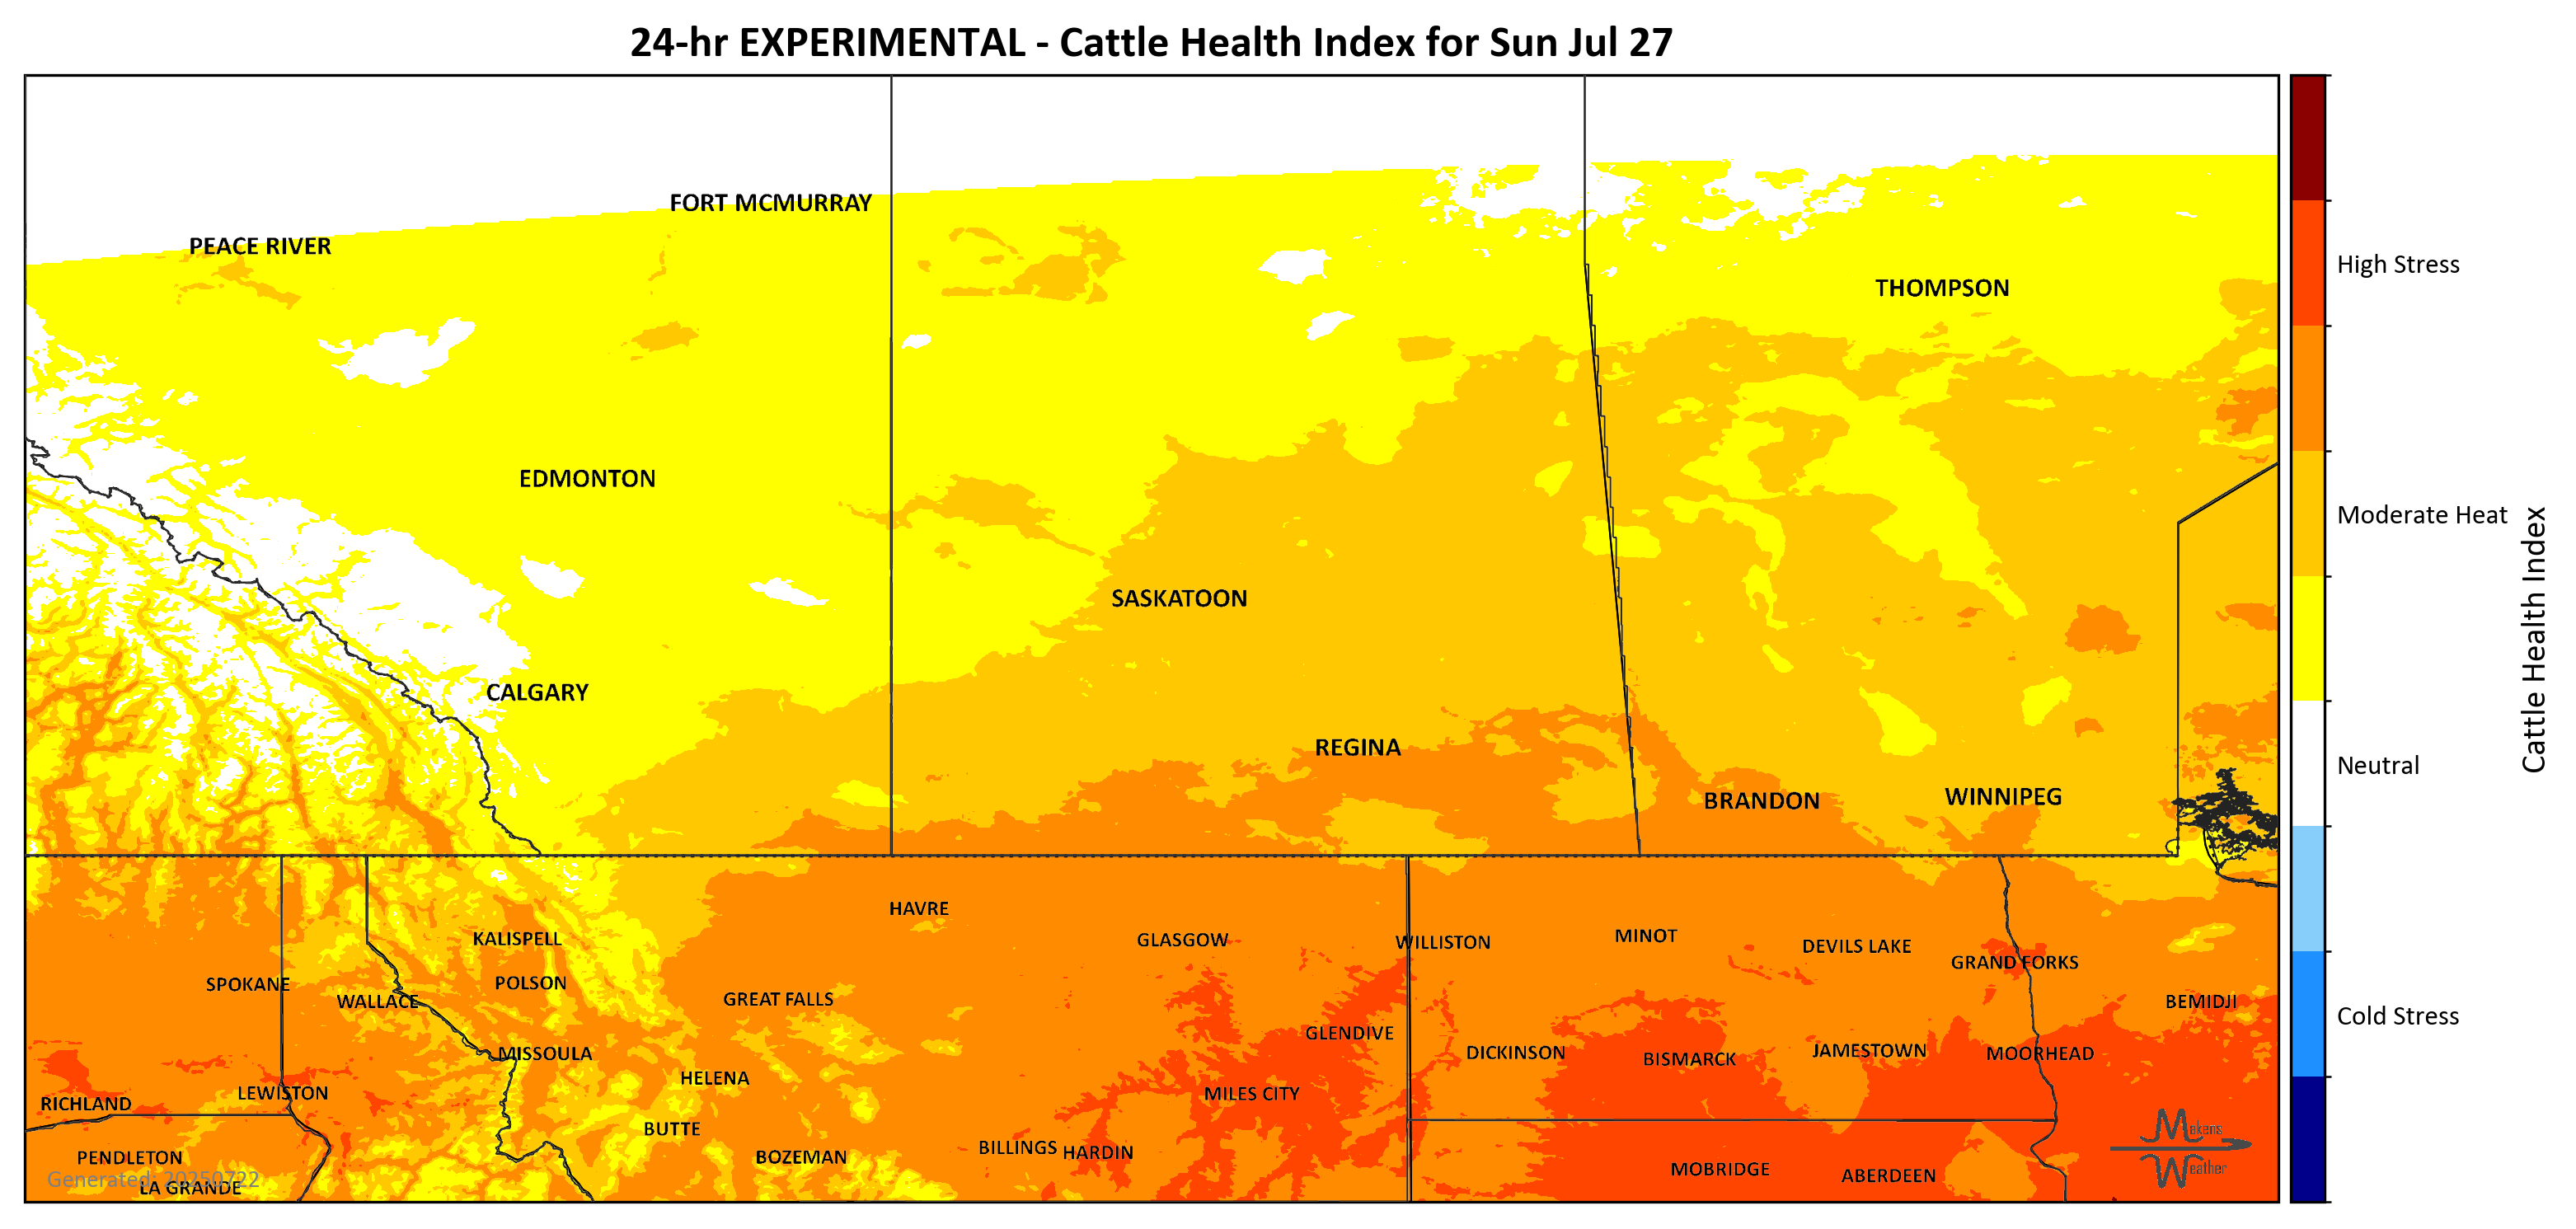 24-hr EXPERIMENTAL - Cattle Health Index for Sun Jul 27
FORT MCMURRAY
PEACE RIVER
THOMPSON
EDMONTON
SASKATOON
CALGARY
REGINA
BRANDON
WINNIPEG
HAVRE
KALISPELL
GLASGOW
WILLISTON
MINOT
DEVILS LAKE
GRAND FORKS
SPOKANE
POLSON
WALLACE
GREAT FALLS
BEMIDJI
GLENDIVE
MISSOULA
DICKINSON
BISMARCK
JAMESTOWN
MOORHEAD
HELENA
LEWISTON
MILES CITY
RICHLAND
BUTTE
BILLINGS
HARDIN
PENDLETON
BOZEMAN
MOBRIDGE
ABERDEEN
LA GRANDE
Generated: 20250722
Makens
Weather
High Stress
Moderate Heat
Neutral
Cold Stress
Cattle Health Index